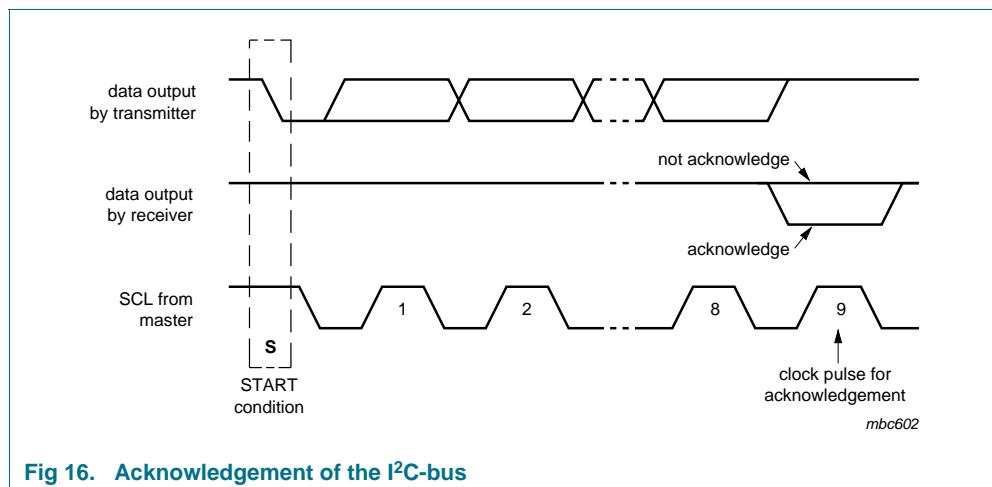 data output
by transmitter
not acknowledge
data output
by receiver
acknowledge
SCL from
master
1
2
8
9
S
START
condition
clock pulse for
acknowledgement
mbc602
Fig 16. Acknowledgement of the I²C-bus